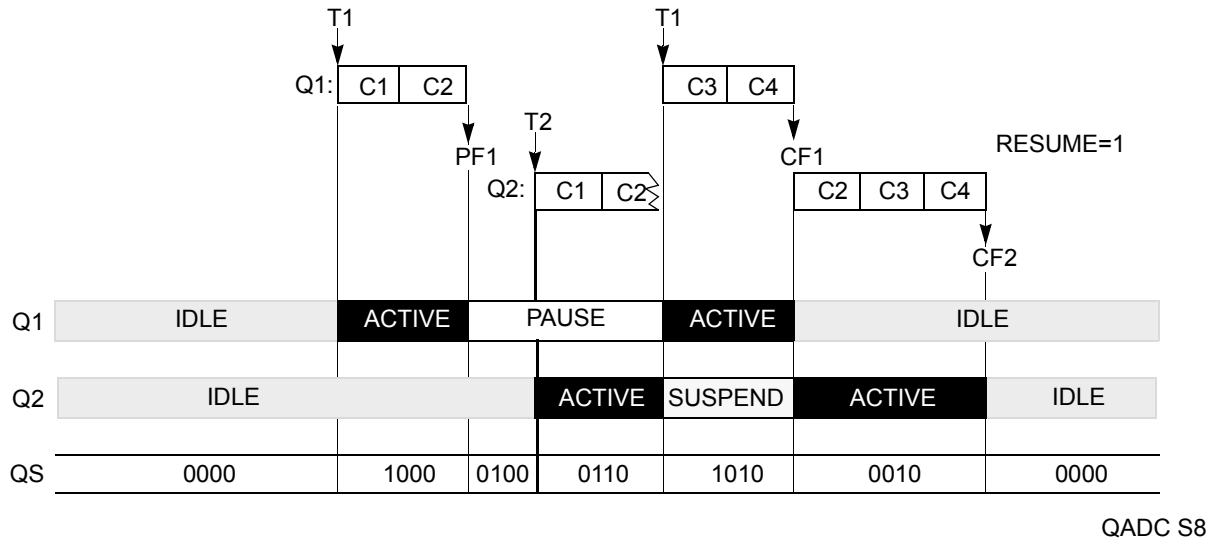 T1 T1
Q1: C1 C2 C3 C4
T2
PF1 CF1 RESUME=1
Q2: C1 C2 C2 C3 C4
CF2
Q1 IDLE ACTIVE PAUSE ACTIVE IDLE
Q2 IDLE ACTIVE SUSPEND ACTIVE IDLE
QS 0000 1000 0100 0110 1010 0010 0000
QADC S8